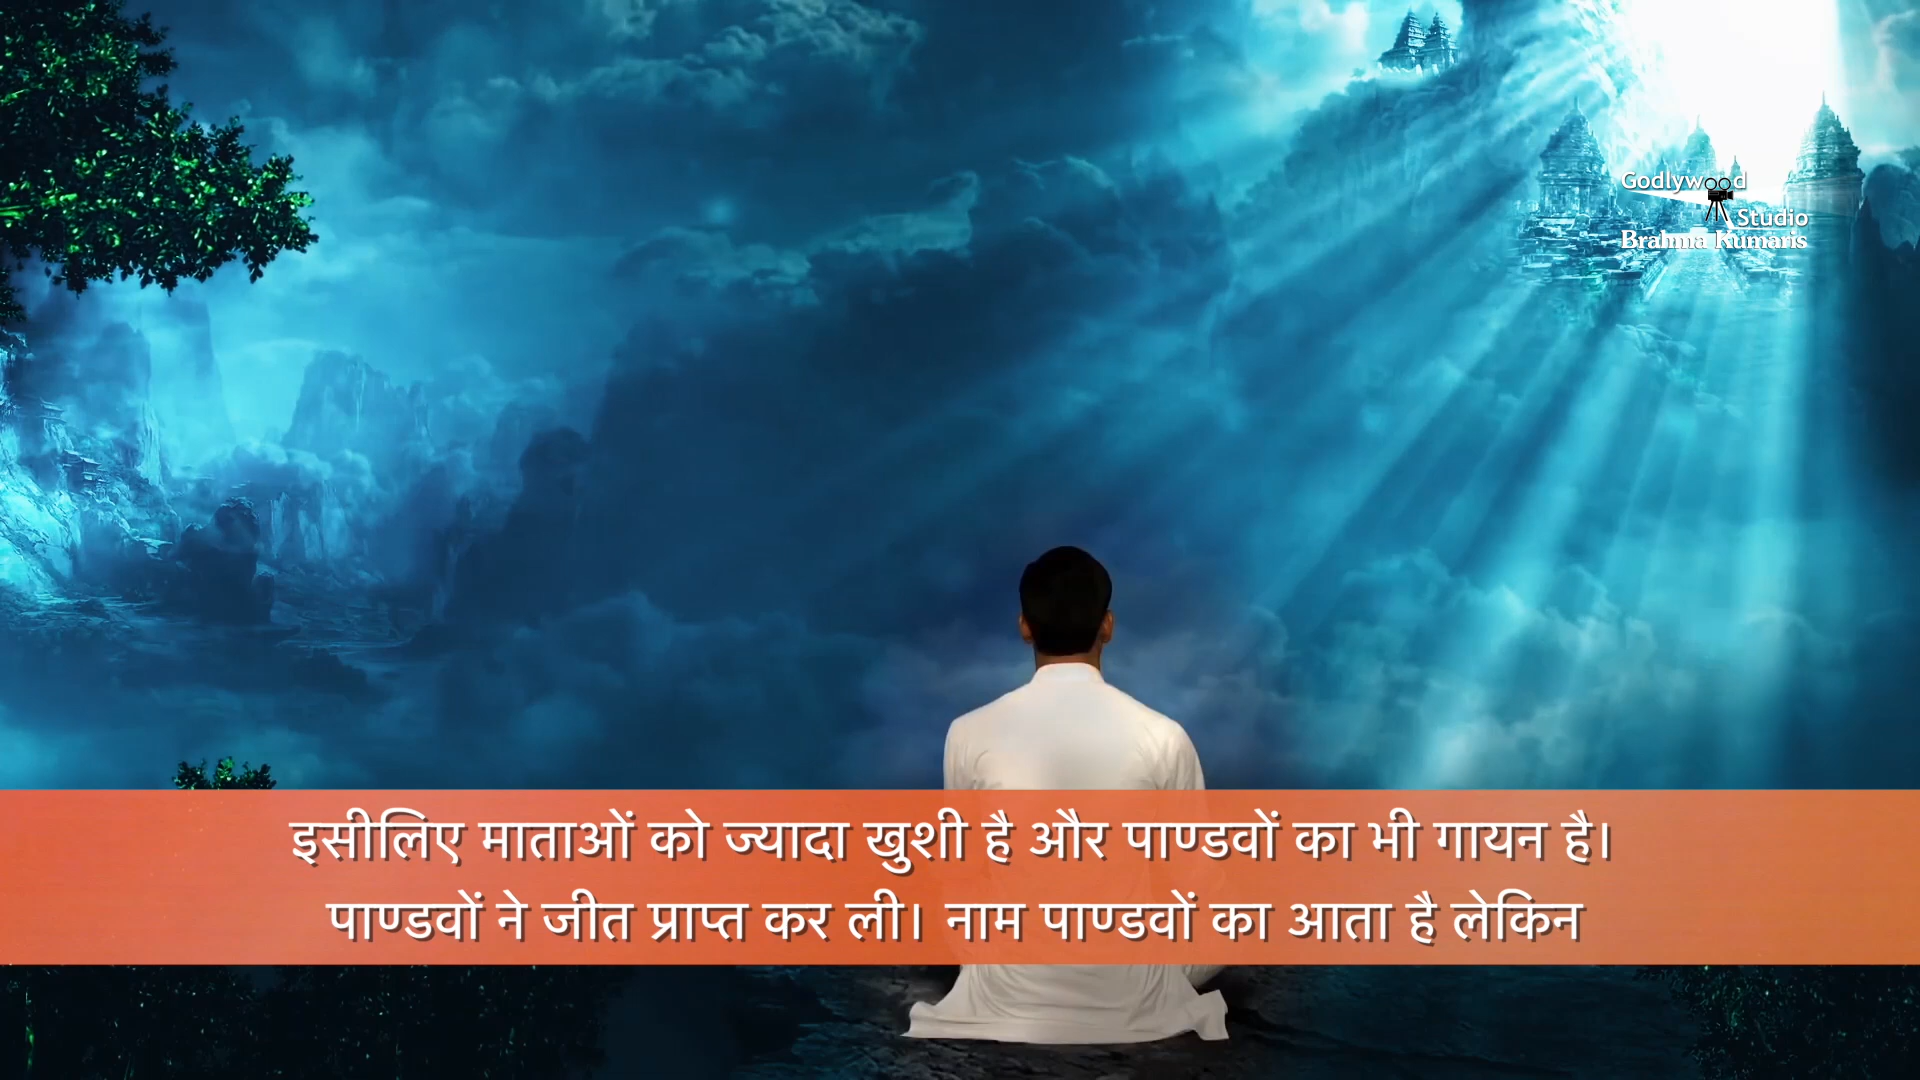 Godlywood
Studio
Brahma Kumaris
इसीलिए माताओं को ज्यादा खुशी है और पाण्डवों का भी गायन है।
पाण्डवों ने जीत प्राप्त कर ली। नाम पाण्डवों का आता है लेकिन